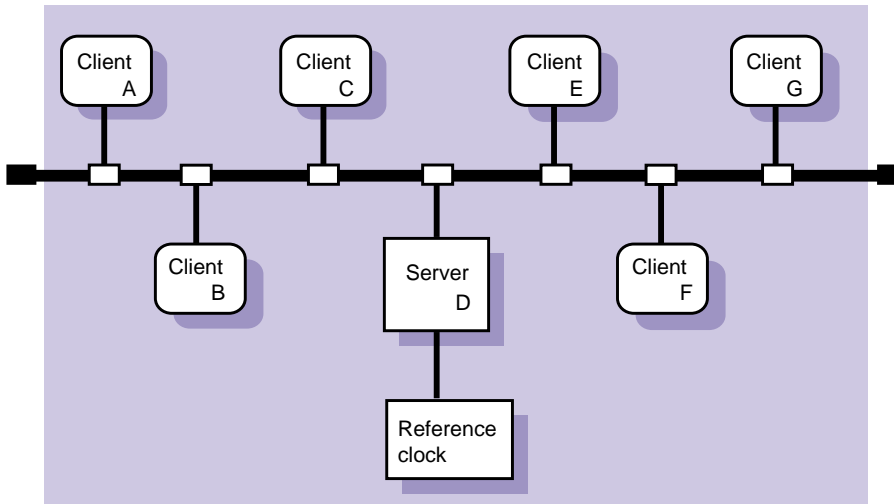 Client
A
Client
C
Client
E
Client
G
Client
B
Server
D
Client
F
Reference
clock